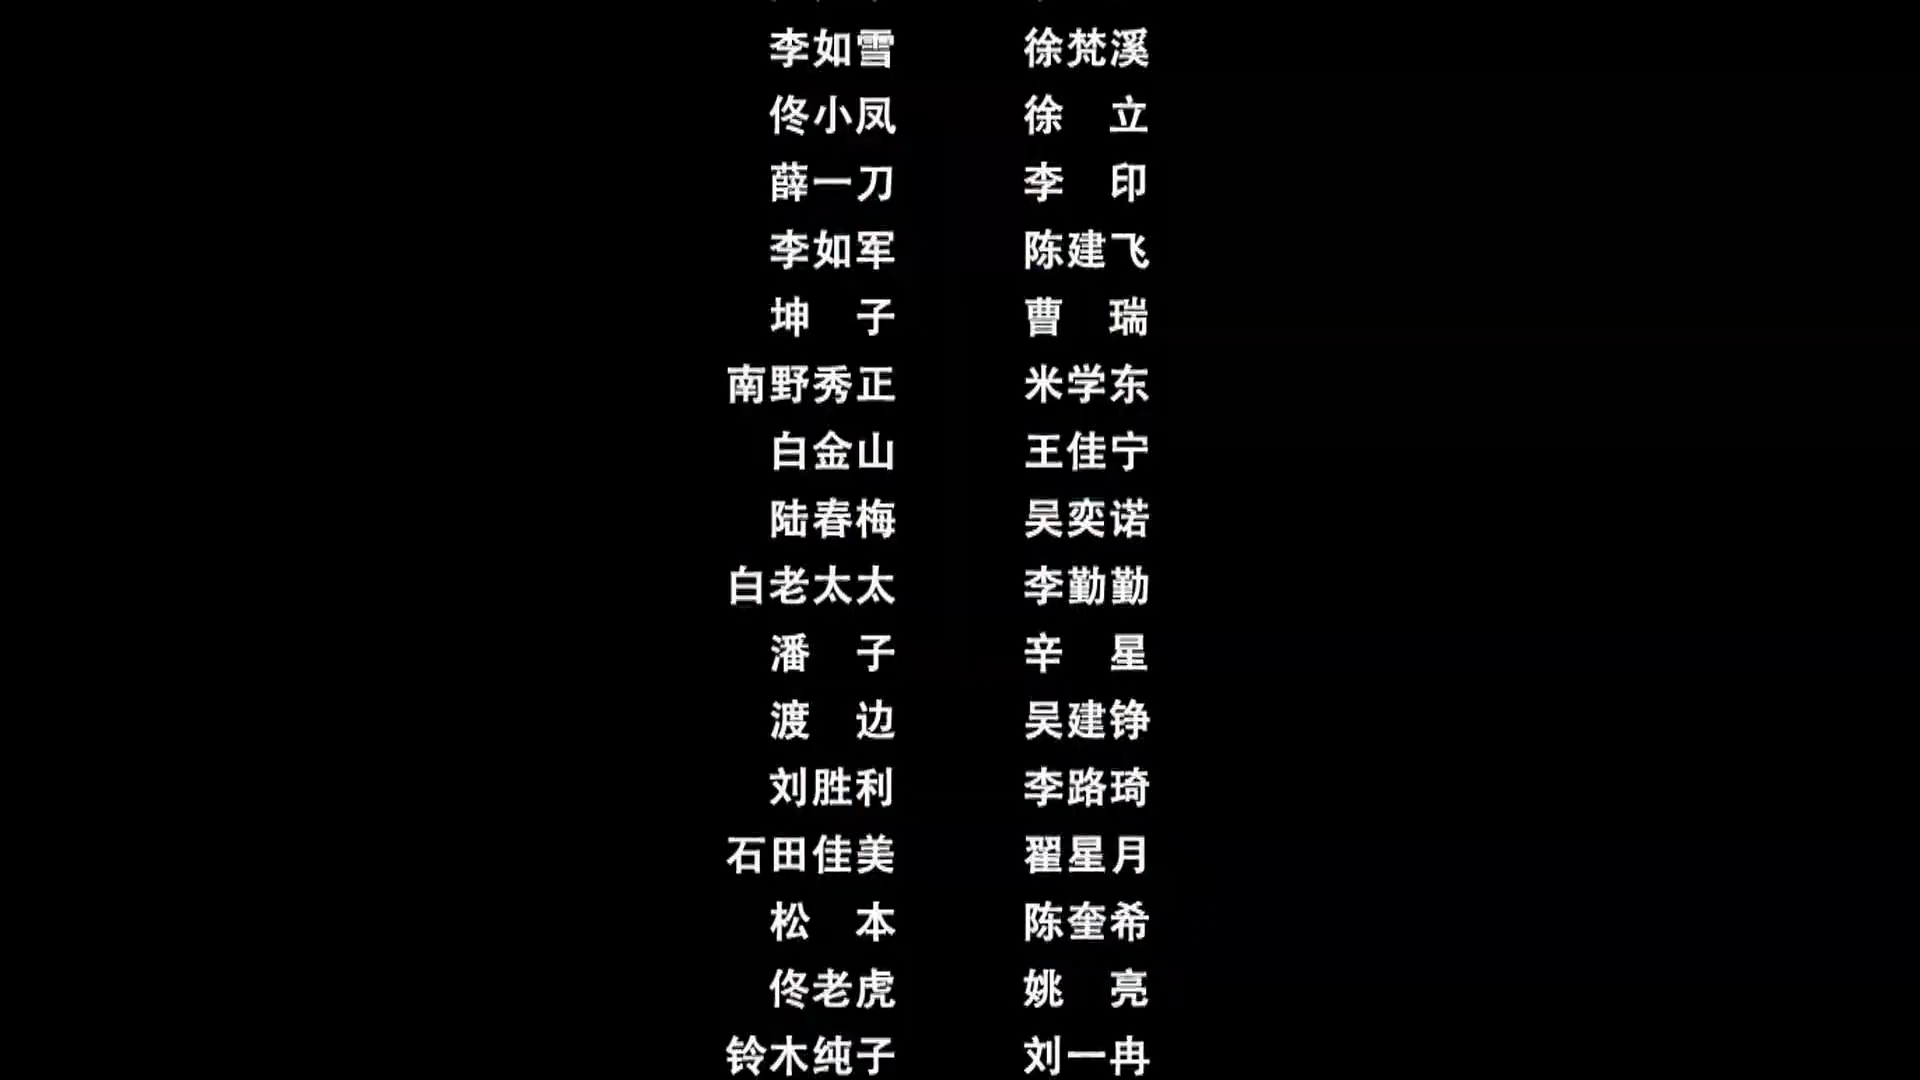 李如雪 徐梵溪
佟小凤 徐 立
薛一刀 李 印
李如军 陈建飞
坤 子 曹 瑞
南野秀正 米学东
白金山 王佳宁
陆春梅 吴奕诺
白老太太 李勤勤
潘 子 辛 星
渡 边 吴建铮
刘胜利 李路琦
石田佳美 翟星月
松 本 陈奎希
佟老虎 姚 亮
铃木纯子 刘一冉